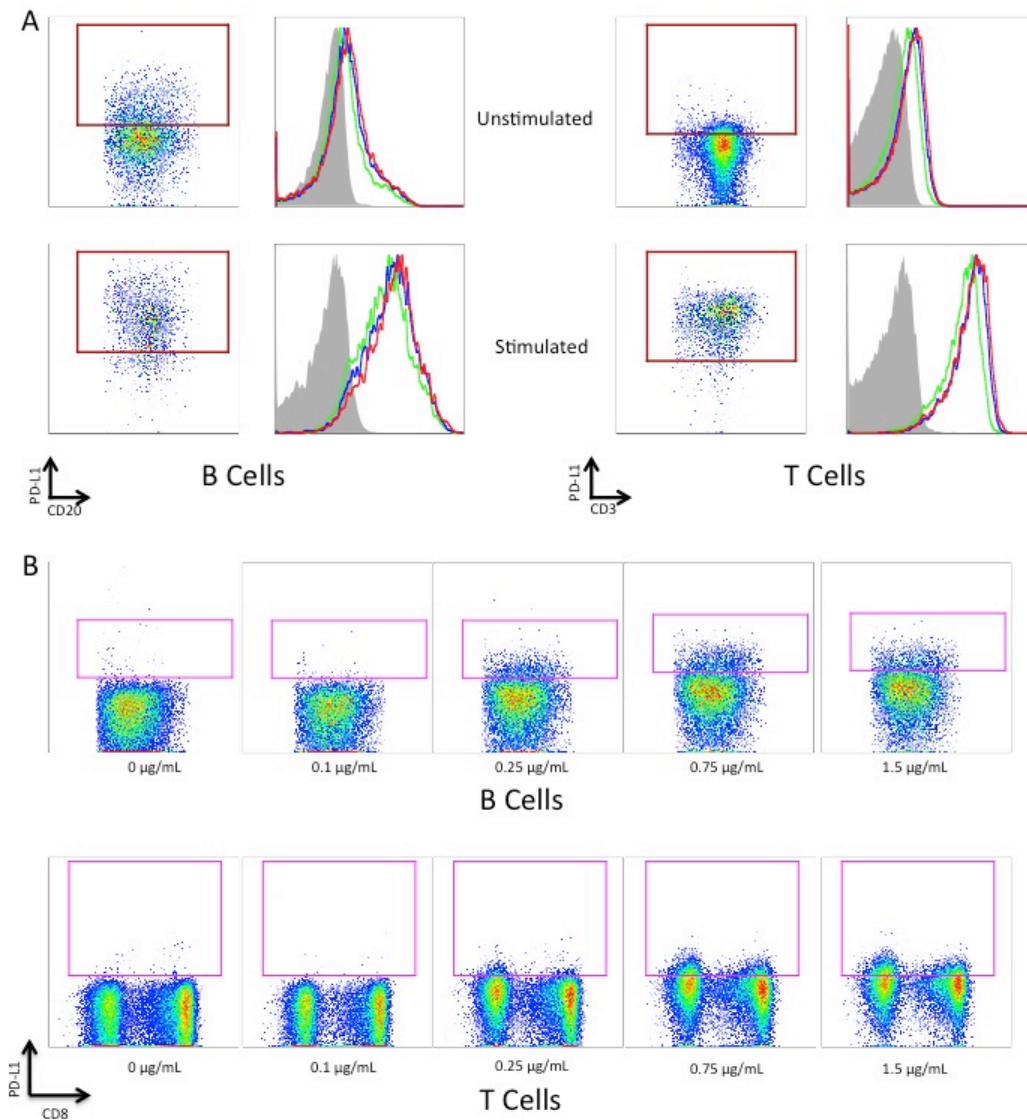 A
Unstimulated
Stimulated
PD-L1
CD20
B Cells
PD-L1
CD3
T Cells
B
0 µg/mL
0.1 µg/mL
0.25 µg/mL
0.75 µg/mL
1.5 µg/mL
B Cells
0 µg/mL
0.1 µg/mL
0.25 µg/mL
0.75 µg/mL
1.5 µg/mL
PD-L1
CD8
T Cells